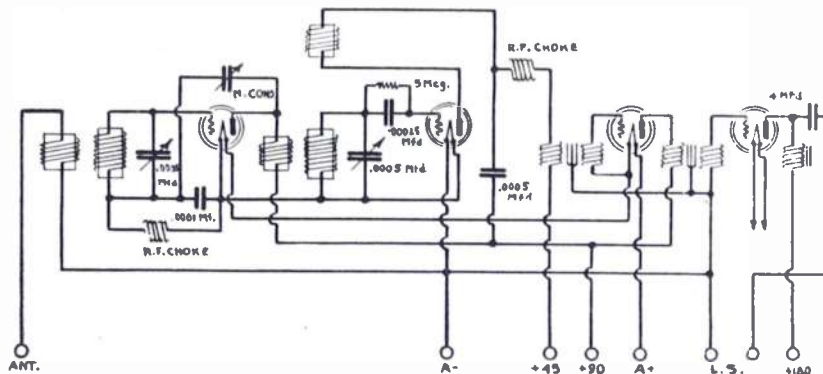 R.F. CHOKE
M. COND.
5 Meg.
4 Mfd
.00025
Mfd
.0005 Mfd
.0001 Mf.
.0005
Mfd
R.F. CHOKE
ANT.
A-
+45
+90
A+
L.S.
+180